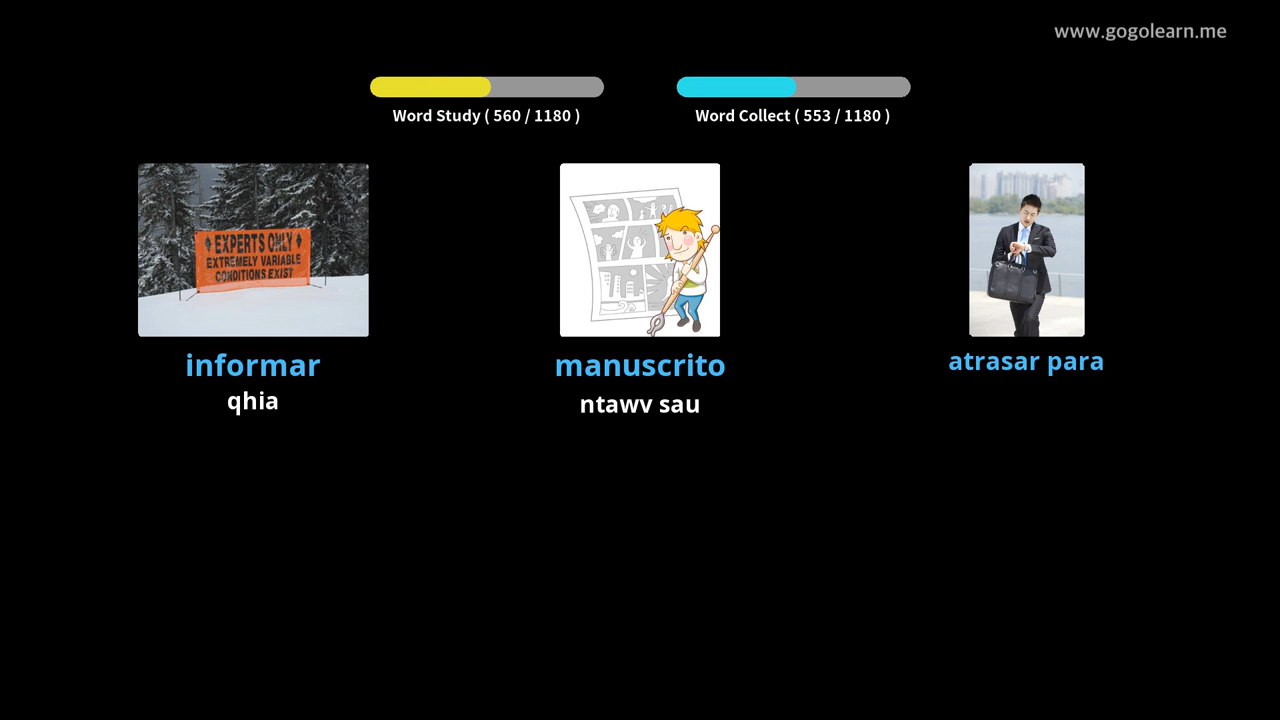 www.gogolearn.me
Word Study ( 560 / 1180 )
Word Collect ( 553 / 1180 )
EXPERTS ONLY
EXTREMELY VARIABLE
CONDITIONS EXIST
informar
qhia
manuscrito
ntawv sau
atrasar para